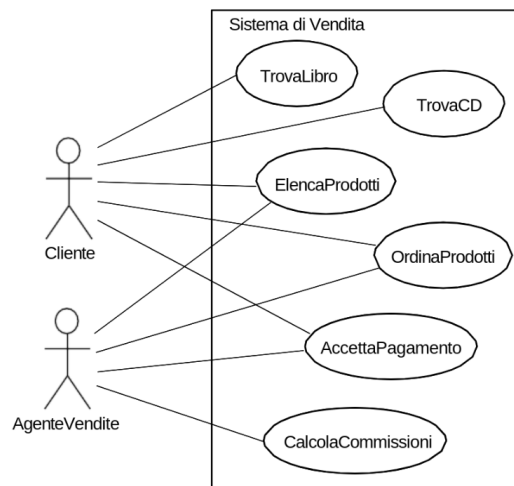 Sistema di Vendita
TrovaLibro
TrovaCD
ElencaProdotti
Cliente
OrdinaProdotti
AccettaPagamento
AgenteVendite
CalcolaCommissioni